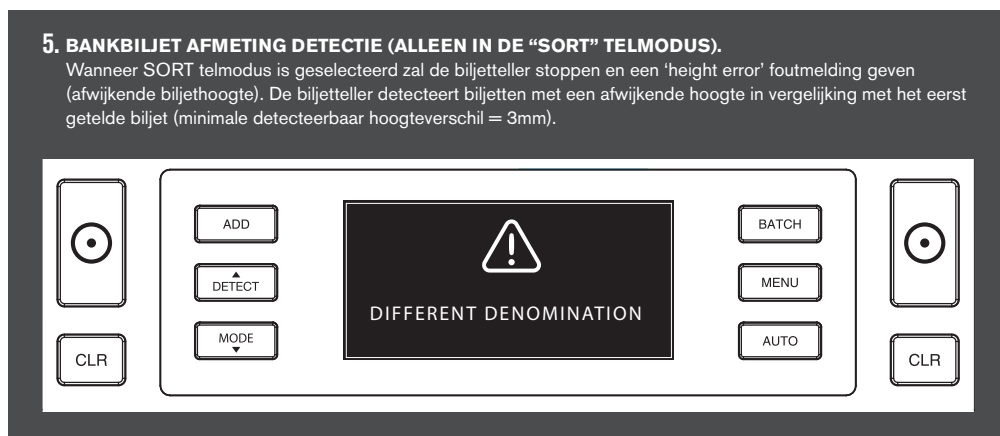 5. BANKBILJET AFMETING DETECTIE (ALLEEN IN DE “SORT” TELMODUS).
Wanneer SORT telmodus is geselecteerd zal de biljetteller stoppen en een ‘height error’ foutmelding geven
(afwijkende biljethoogte). De biljetteller detecteert biljetten met een afwijkende hoogte in vergelijking met het eerst
getelde biljet (minimale detecteerbaar hoogteverschil = 3mm).
ADD
BATCH
DETECT
MENU
DIFFERENT DENOMINATION
MODE
AUTO
CLR
CLR